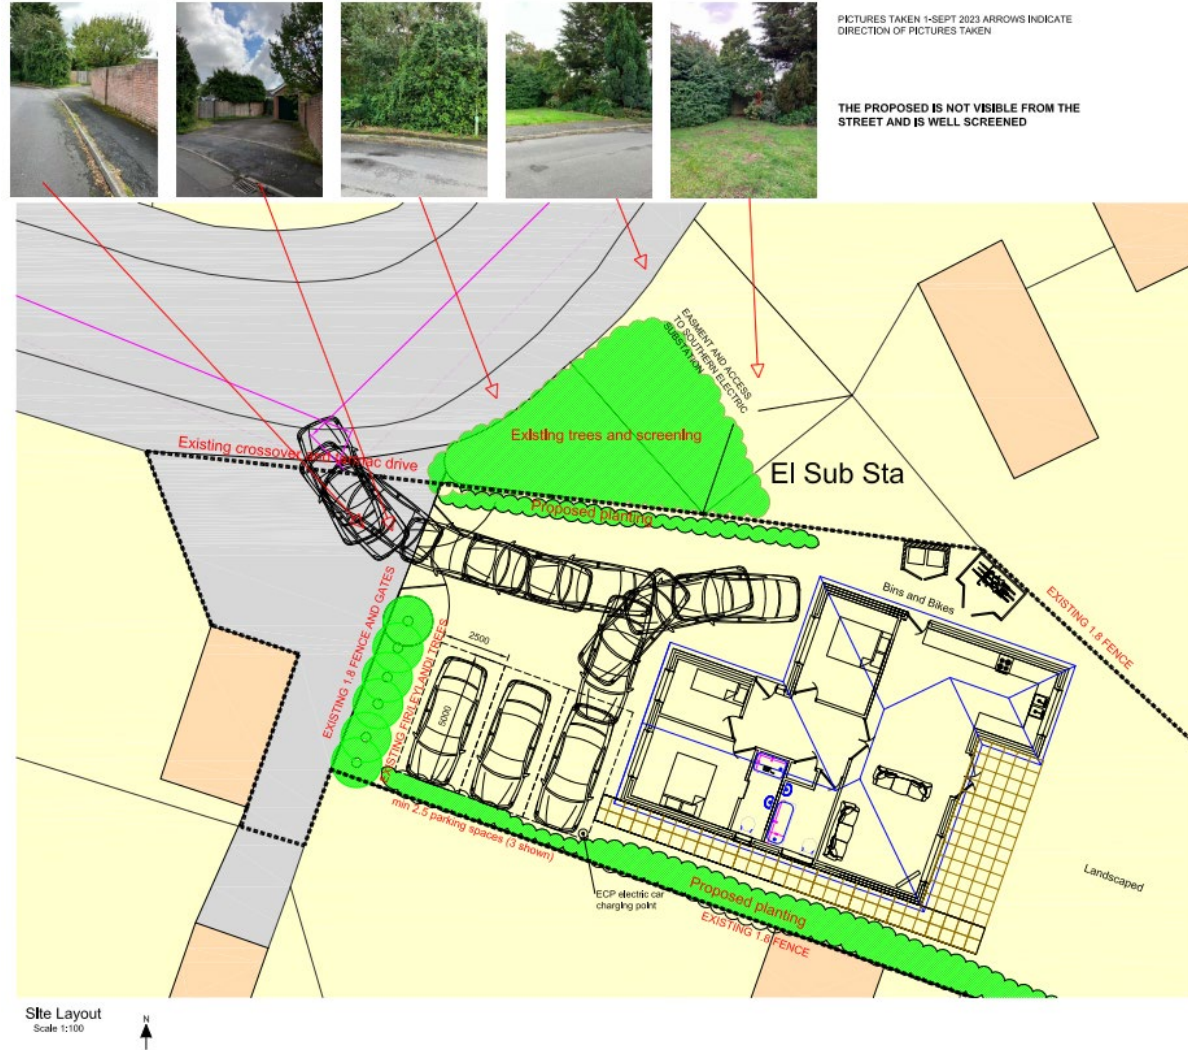 PICTURES TAKEN 1-SEPT 2023 ARROWS INDICATE
DIRECTION OF PICTURES TAKEN
THE PROPOSED IS NOT VISIBLE FROM THE
STREET AND IS WELL SCREENED
EASMENT AND ACCESS
TO SOUTHERN ELECTRIC
SUBSTATION
Existing trees and screening
Existing crossover
drive
El Sub Sta
Proposed planting
Bins and Bikes
EXISTING 1.8 FENCE
EXISTING 1.8 FENCE AND GATES
EXISTING FIR/LEYLANDI TREES
2500
5000
min 2.5 parking spaces (3 shown)
ECP electric car
charging point
Proposed planting
EXISTING 1.8 FENCE
Landscaped
Site Layout
Scale 1:100
N